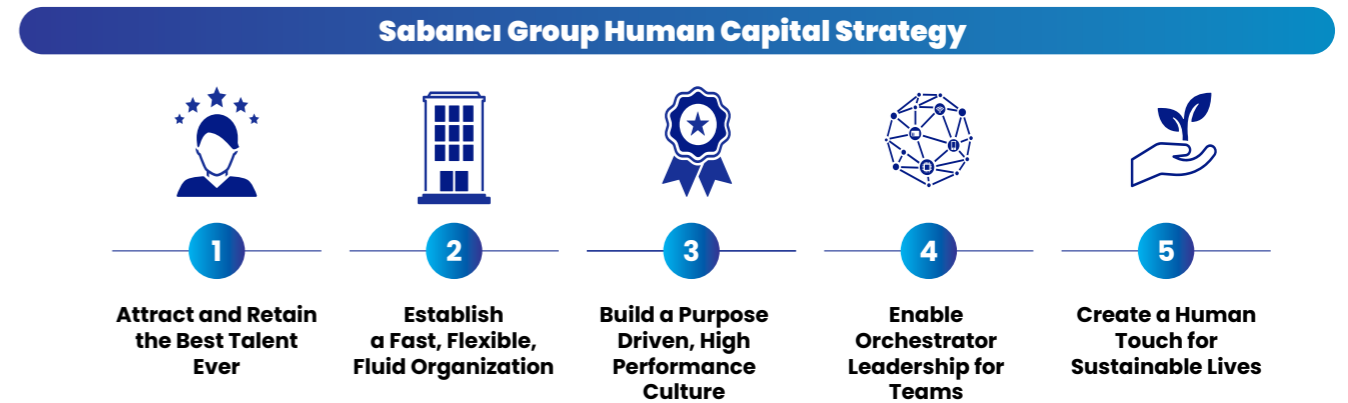 Sabancı Group Human Capital Strategy
1
2
3
4
5
Attract and Retain
the Best Talent
Ever
Establish
a Fast, Flexible,
Fluid Organization
Build a Purpose
Driven, High
Performance
Culture
Enable
Orchestrator
Leadership for
Teams
Create a Human
Touch for
Sustainable Lives